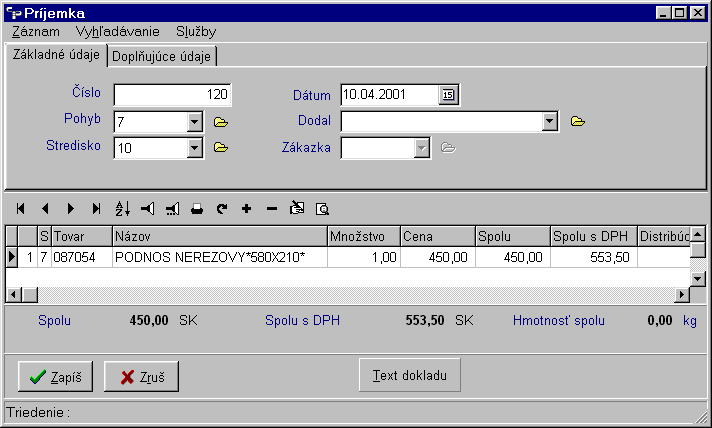 Príjemka
Záznam Vyhľadávanie Služby
Základné údaje Doplňujúce údaje
Číslo 120 Dátum 10.04.2001 15
Pohyb 7 Dodal
Stredisko 10 Zákazka
S Tovar Názov Množstvo Cena Spolu Spolu s DPH Distribúc
1 7 087054 PODNOS NEREZOVY*580X210* 1,00 450,00 450,00 553,50
Spolu 450,00 SK Spolu s DPH 553,50 SK Hmotnosť spolu 0,00 kg
Zapíš Zruš Text dokladu
Triedenie :